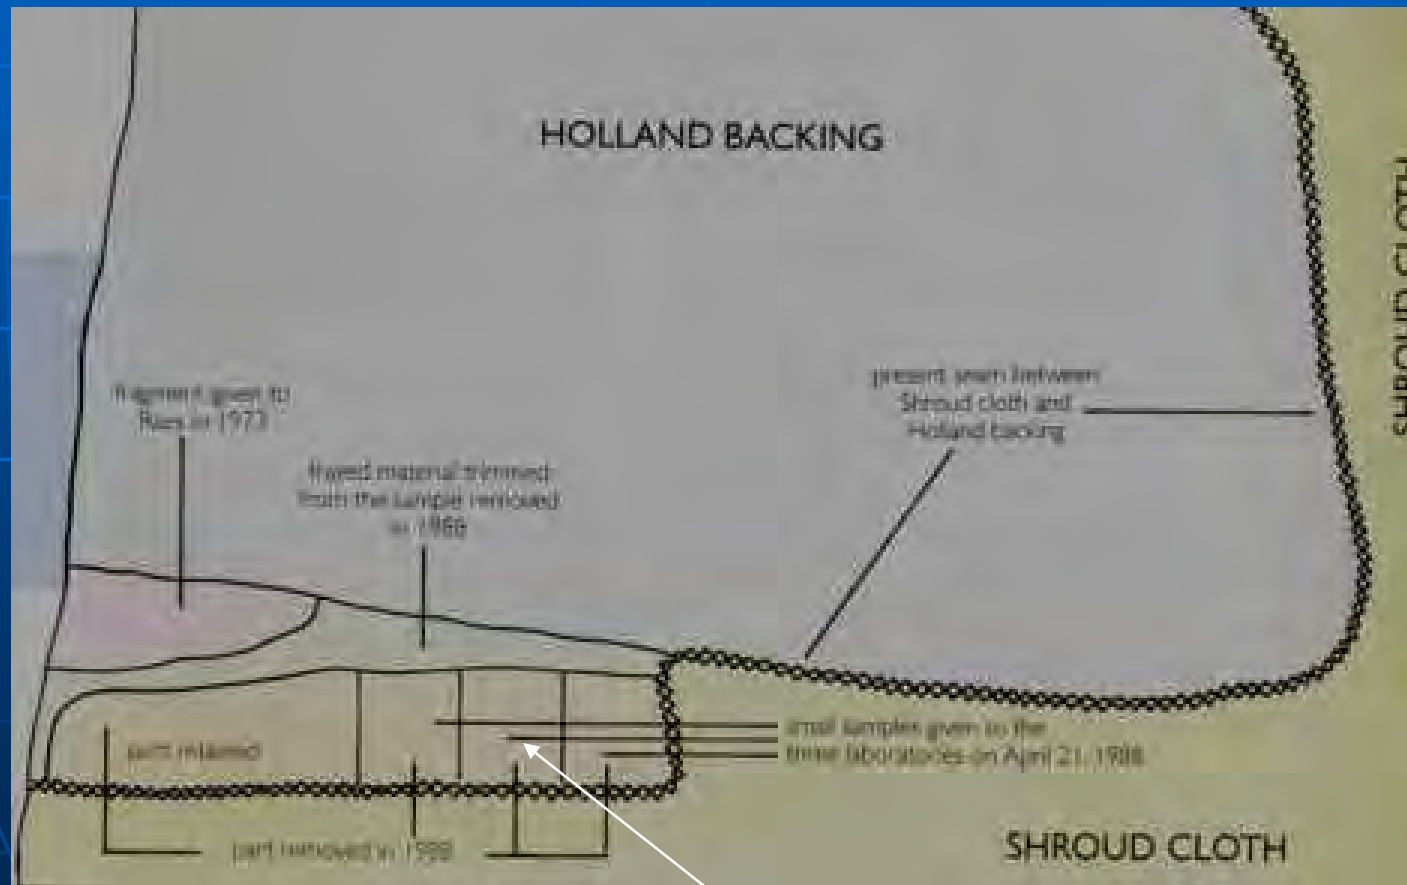 HOLLAND BACKING
SHROUD CLOTH
fragment given to
Raes in 1973
present seam between
Shroud cloth and
Holland backing
frayed material trimmed
from the sample removed
in 1988
part retained
small samples given to the
three laboratories on April 21, 1988
part removed in 1988
SHROUD CLOTH